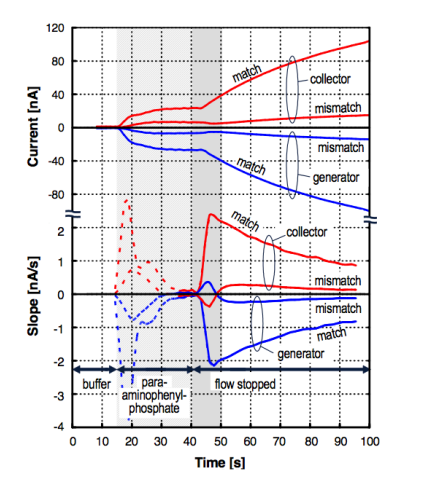 120
80
40
0
-40
-80
Current [nA]
match
collector
mismatch
mismatch
match
generator
2
1
0
-1
-2
-3
-4
Slope [nA/s]
match
collector
mismatch
mismatch
match
generator
buffer
para-
aminophenyl-
phosphate
flow stopped
0 10 20 30 40 50 60 70 80 90 100
Time [s]